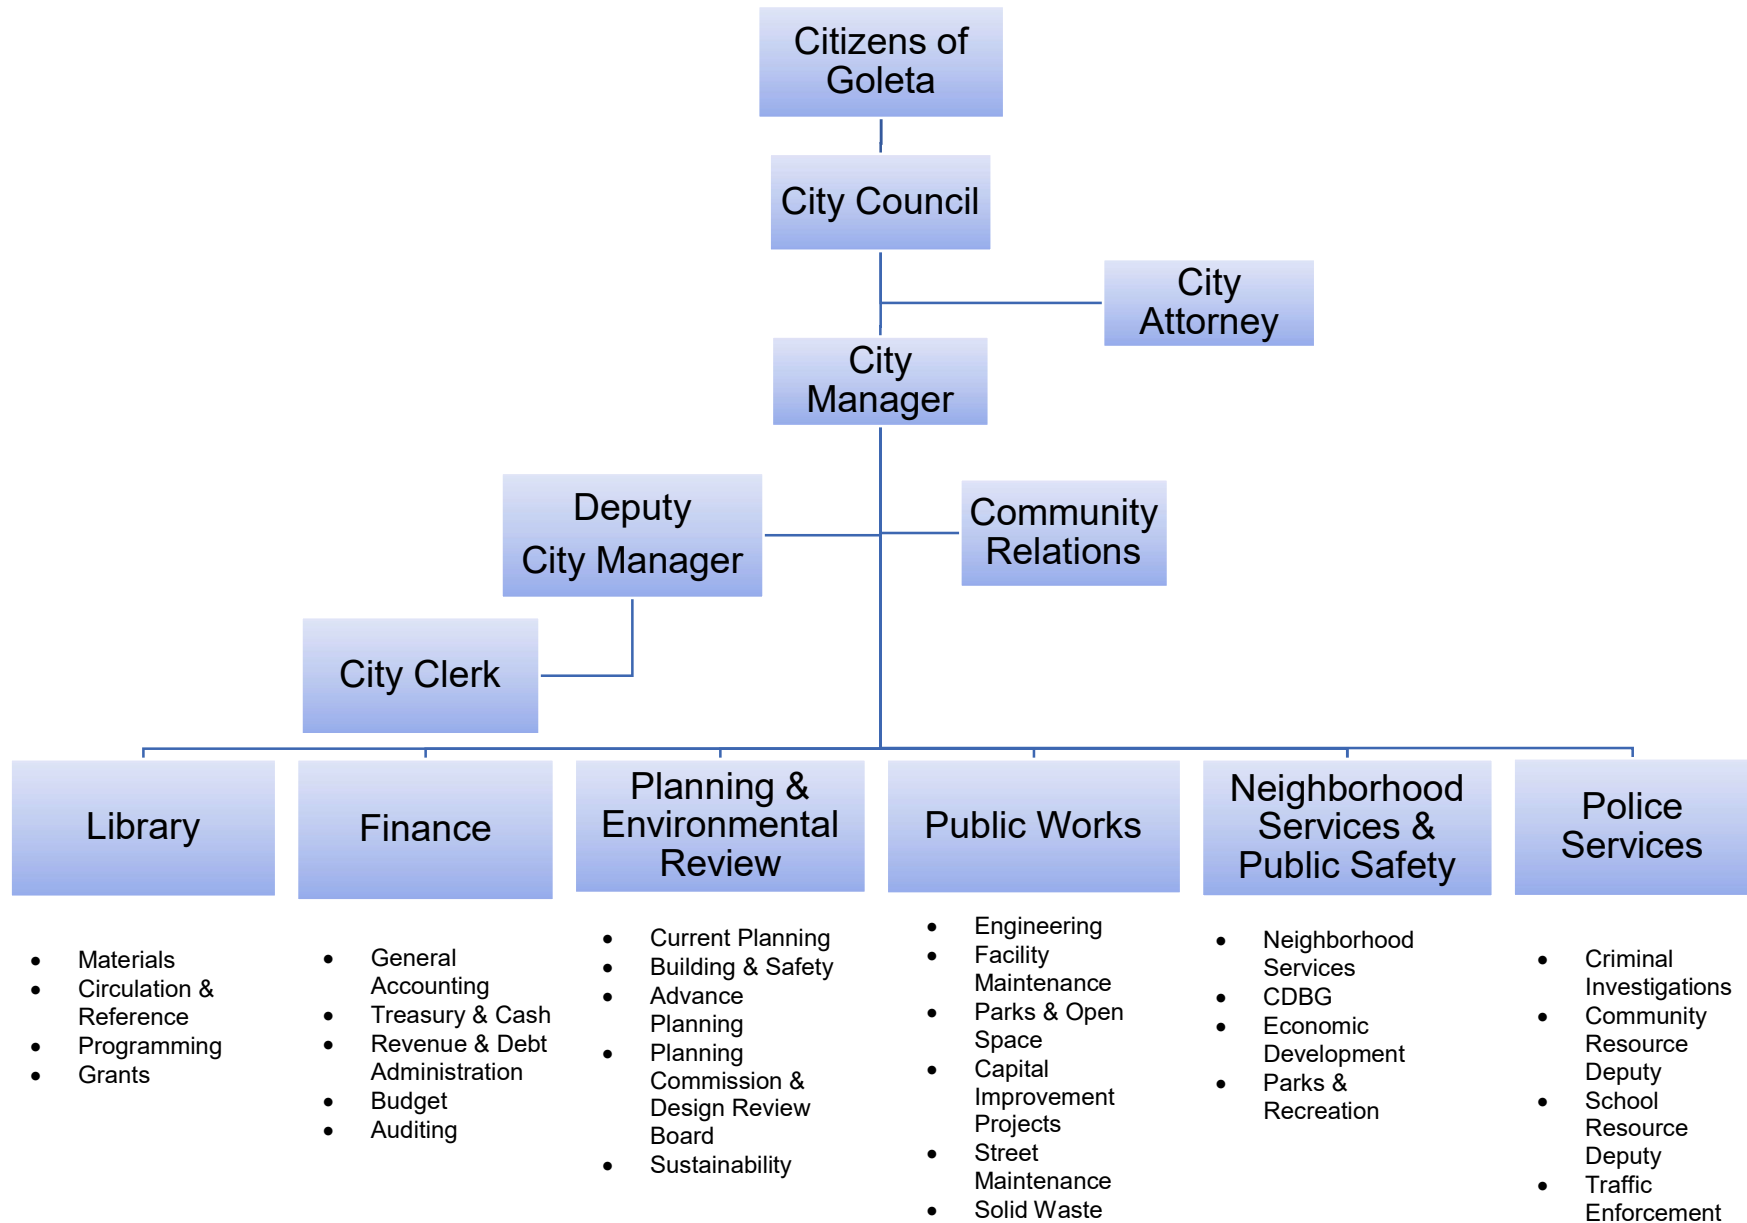 Citizens of
Goleta
City Council
City
Attorney
City
Manager
Deputy
City Manager
Community
Relations
City Clerk
Library
Finance
Planning &
Environmental
Review
Public Works
Neighborhood
Services &
Public Safety
Police
Services
• Materials
• Circulation &
Reference
• Programming
• Grants
• General
Accounting
• Treasury & Cash
• Revenue & Debt
Administration
• Budget
• Auditing
• Current Planning
• Building & Safety
• Advance
Planning
• Planning
Commission &
Design Review
Board
• Sustainability
• Engineering
• Facility
Maintenance
• Parks & Open
Space
• Capital
Improvement
Projects
• Street
Maintenance
• Solid Waste
• Neighborhood
Services
• CDBG
• Economic
Development
• Parks &
Recreation
• Criminal
Investigations
• Community
Resource
Deputy
• School
Resource
Deputy
• Traffic
Enforcement